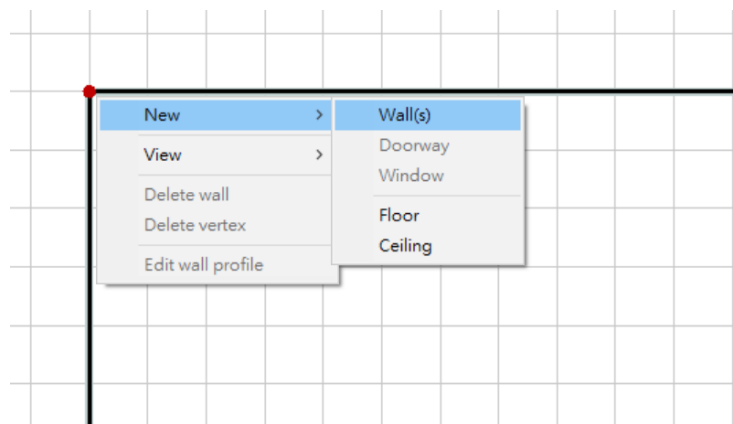 New
View
Delete wall
Delete vertex
Edit wall profile
Wall(s)
Doorway
Window
Floor
Ceiling